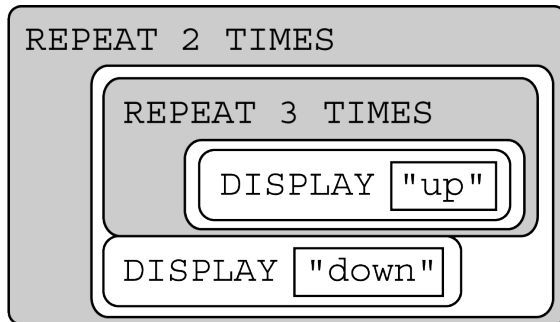 REPEAT 2 TIMES
REPEAT 3 TIMES
DISPLAY "up"
DISPLAY "down"